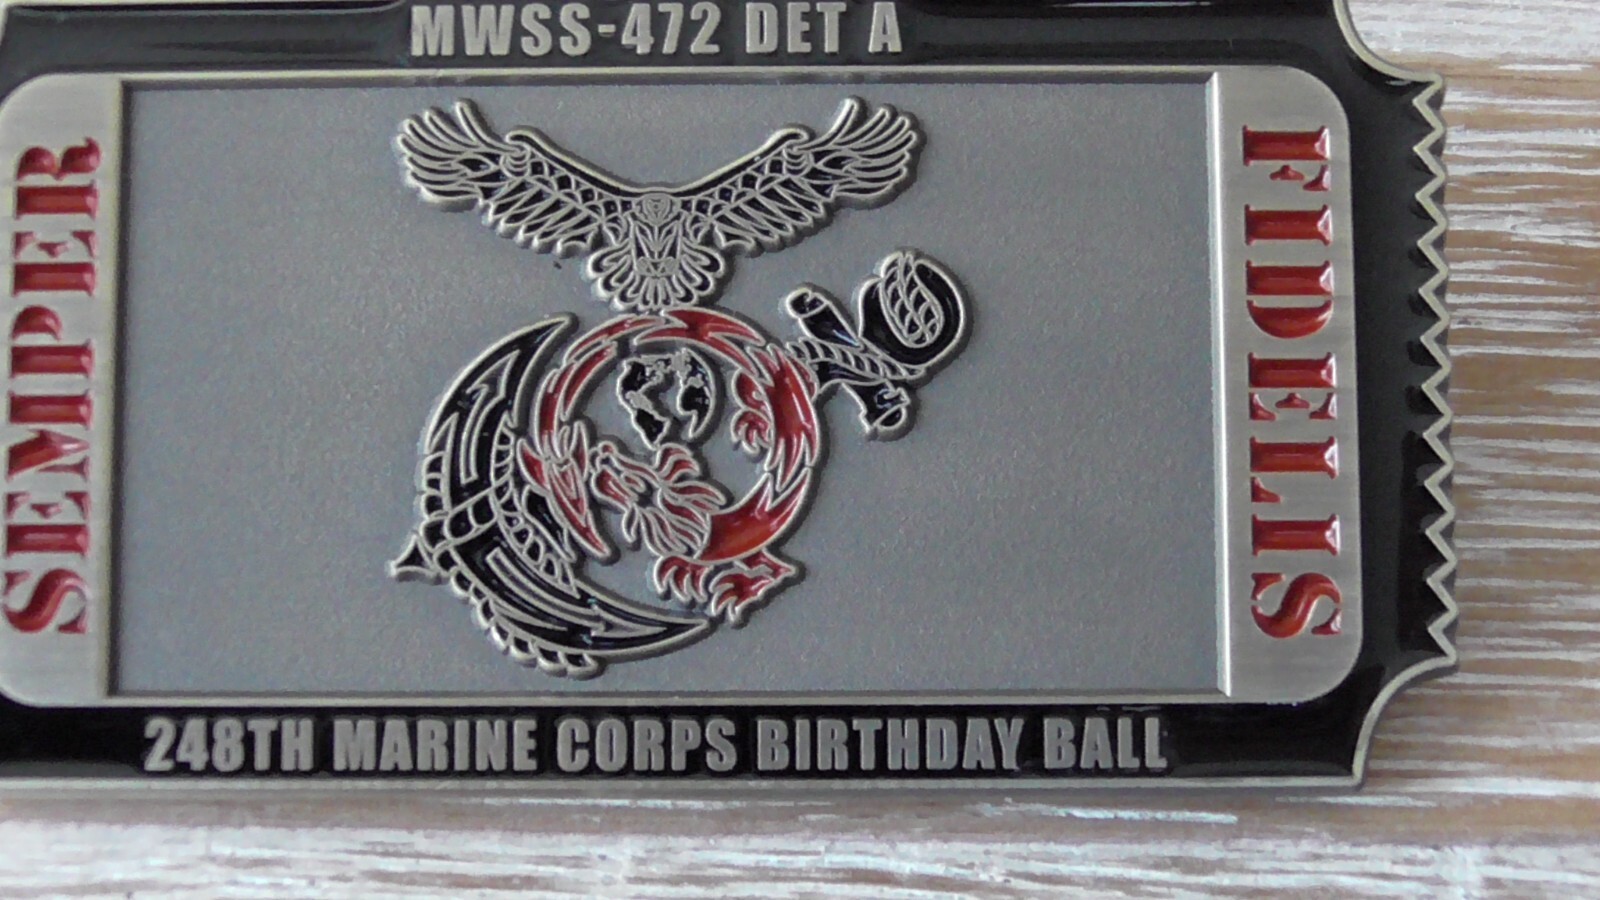 MWSS-472 DET A
SEMPER
FIDELIS
248TH MARINE CORPS BIRTHDAY BALL